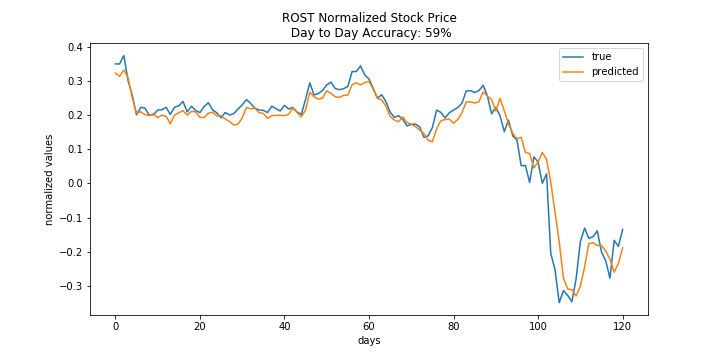 ROST Normalized Stock Price
Day to Day Accuracy: 59%
true
predicted
normalized values
0.4
0.3
0.2
0.1
0.0
−0.1
−0.2
−0.3
0 20 40 60 80 100 120
days